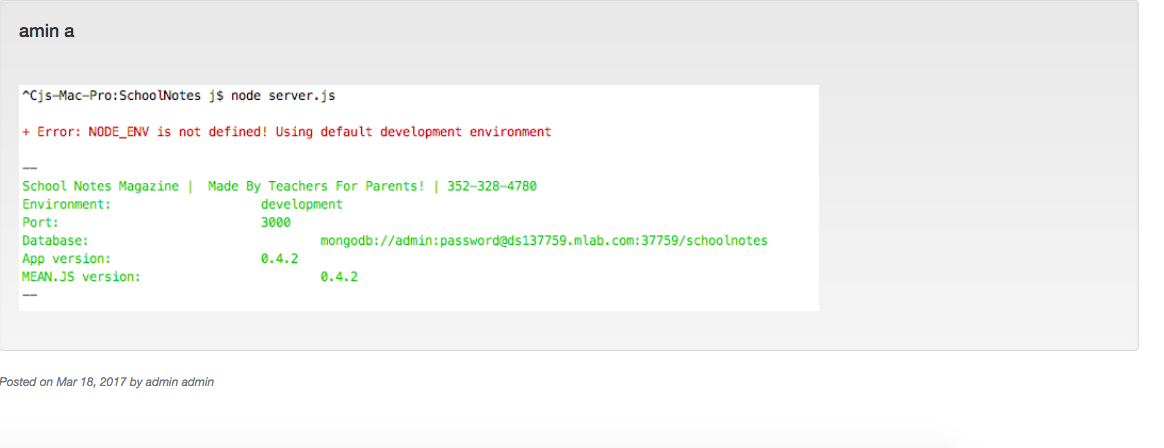 amin a
^Cjs-Mac-Pro:SchoolNotes j$ node server.js
+ Error: NODE_ENV is not defined! Using default development environment
--
School Notes Magazine | Made By Teachers For Parents! | 352-328-4780
Environment: development
Port: 3000
Database: mongodb://admin:password@ds137759.mlab.com:37759/schoolnotes
App version: 0.4.2
MEAN.JS version: 0.4.2
--
Posted on Mar 18, 2017 by admin admin